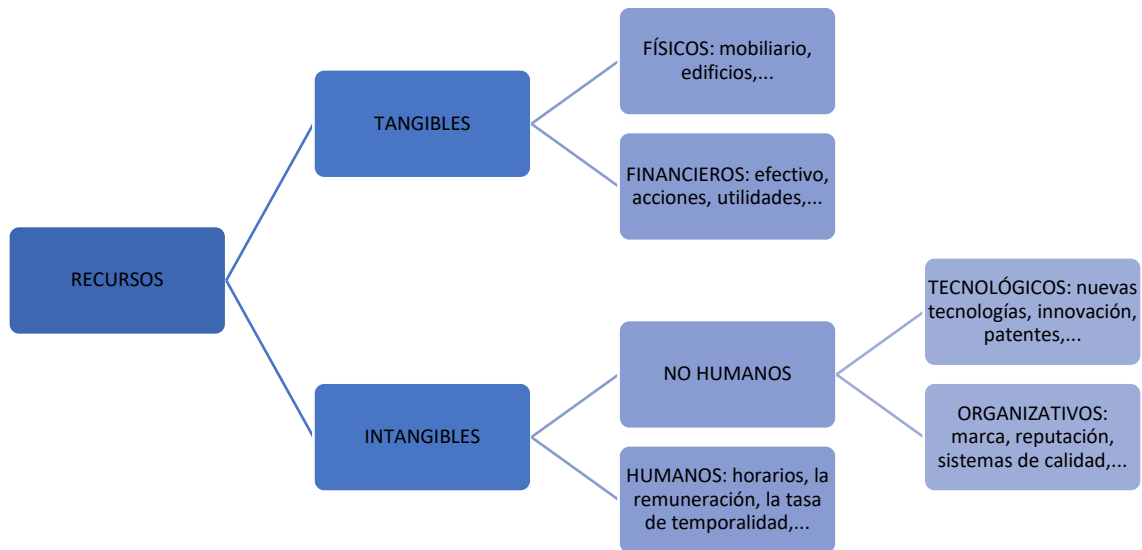 FÍSICOS: mobiliario,
edificios,...
TANGIBLES
FINANCIEROS: efectivo,
acciones, utilidades,...
RECURSOS
TECNOLÓGICOS: nuevas
tecnologías, innovación,
patentes,...
NO HUMANOS
ORGANIZATIVOS:
marca, reputación,
sistemas de calidad,...
INTANGIBLES
HUMANOS: horarios, la
remuneración, la tasa
de temporalidad,...